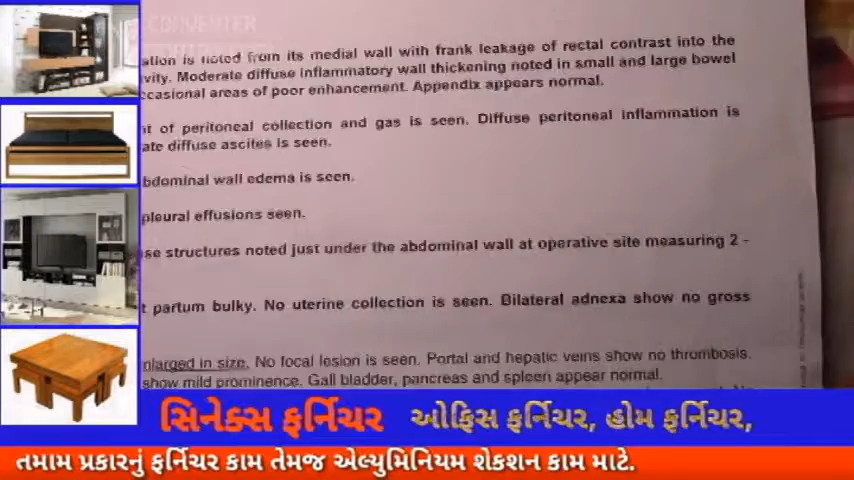 CONVERTER
ation is noted from its medial wall with frank leakage of rectal contrast into the
vity. Moderate diffuse inflammatory wall thickening noted in small and large bowel
ccasional areas of poor enhancement. Appendix appears normal.
nt of peritoneal collection and gas is seen. Diffuse peritoneal inflammation is
ate diffuse ascites is seen.
bdominal wall edema is seen.
pleural effusions seen.
se structures noted just under the abdominal wall at operative site measuring 2 -
t partum bulky. No uterine collection is seen. Bilateral adnexa show no gross
nlarged in size. No focal lesion is seen. Portal and hepatic veins show no thrombosis.
show mild prominence. Gall bladder, pancreas and spleen appear normal.
સિનેક્સ ફર્નિચર ઓફિસ ફર્નિચર, હોમ ફર્નિચર,
તમામ પ્રકારનું ફર્નિચર કામ તેમજ એલ્યુમિનિયમ શેકશન કામ માટે.